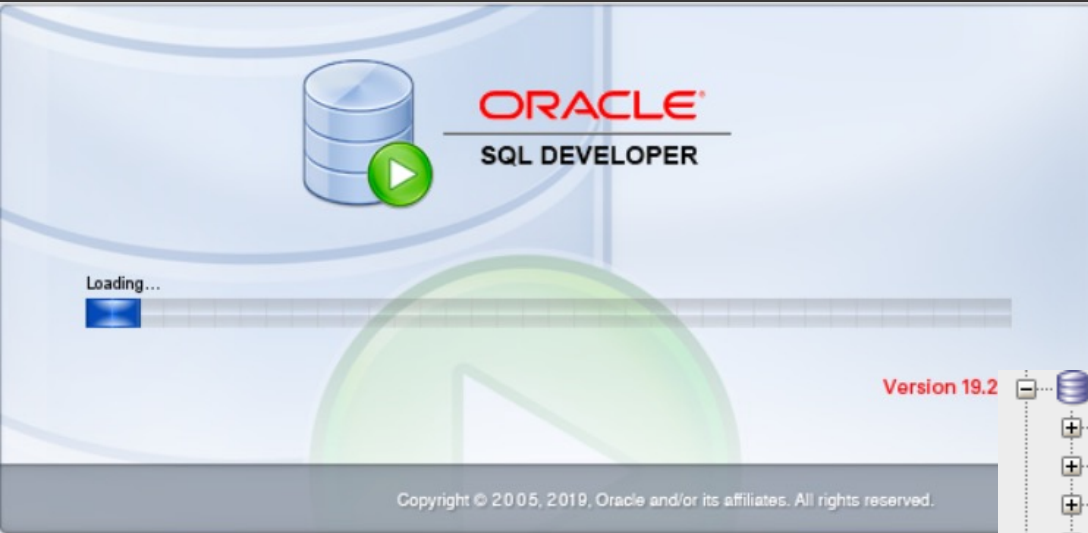 ORACLE
SQL DEVELOPER
Loading...
Version 19.2
Copyright © 2005, 2019, Oracle and/or its affiliates. All rights reserved.